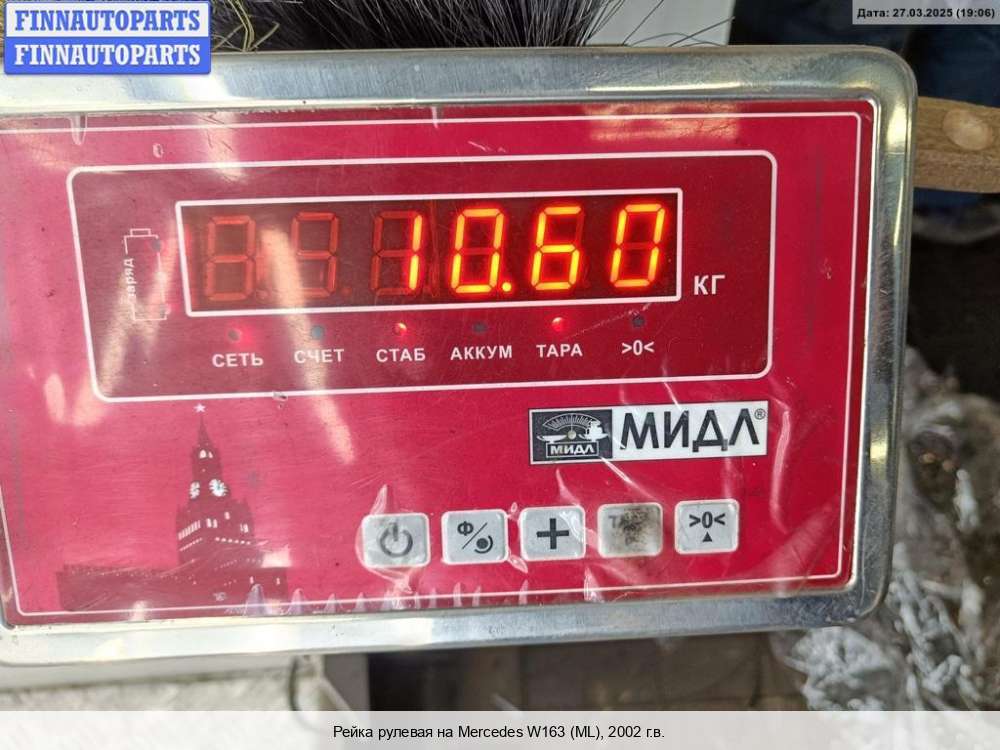 FINNAUTOPARTS
FINNAUTOPARTS
Дата: 27.03.2025 (19:06)
заряд
10.60
КГ
СЕТЬ СЧЕТ СТАБ АККУМ ТАРА >0<
МИДЛ
МИДЛ®
Ф
>0<
Рейка рулевая на Mercedes W163 (ML), 2002 г.в.